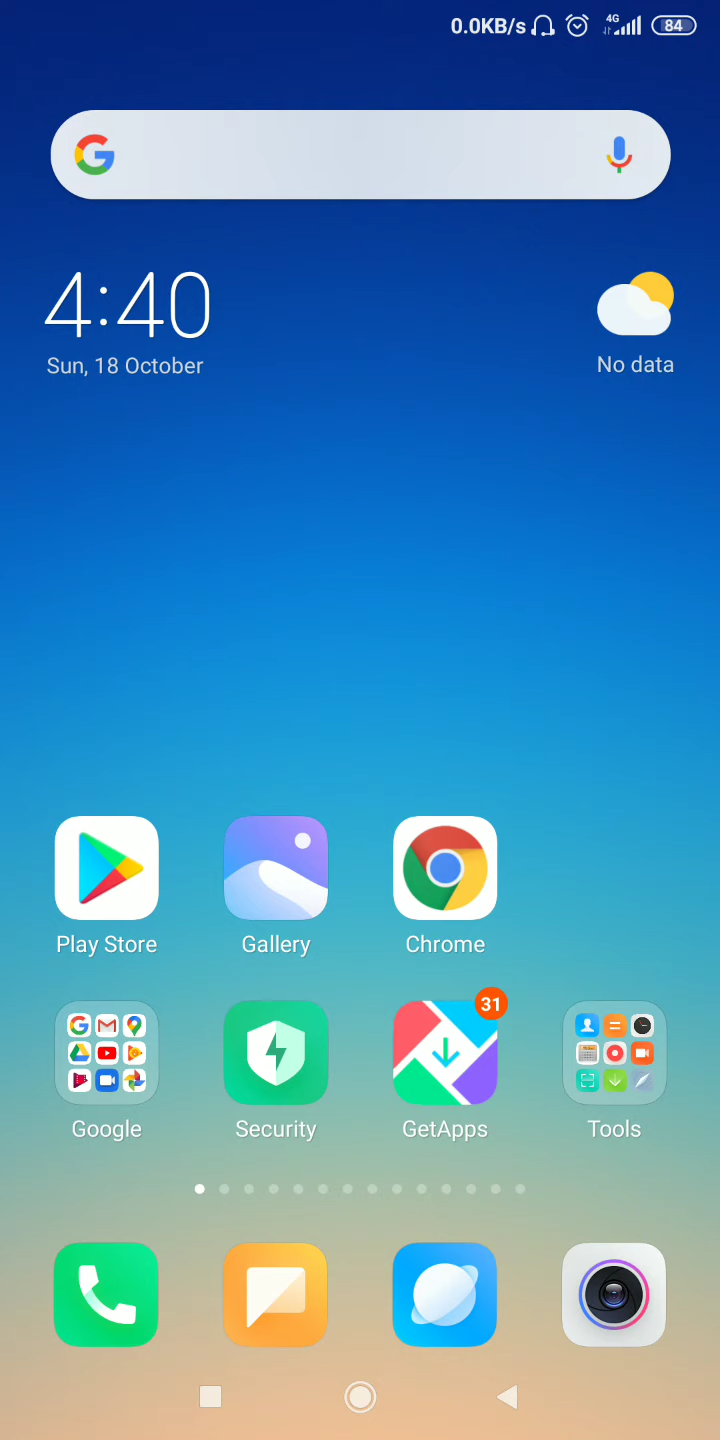 0.0KB/s 4G 84
4:40
Sun, 18 October
No data
Play Store Gallery Chrome
31
Google Security GetApps Tools